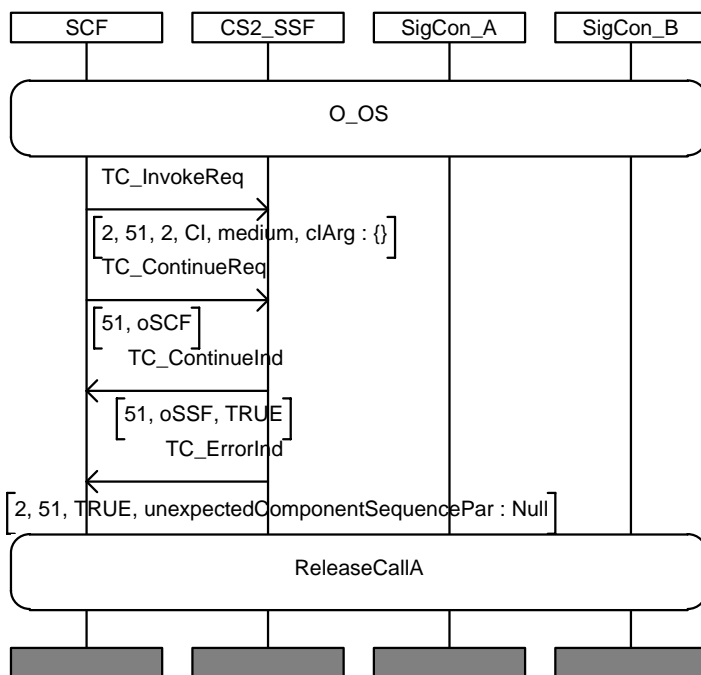 SCF CS2_SSF SigCon_A SigCon_B
O_OS
TC_InvokeReq
2, 51, 2, CI, medium, cIArg : {}
TC_ContinueReq
51, oSCF
TC_ContinueInd
51, oSSF, TRUE
TC_ErrorInd
2, 51, TRUE, unexpectedComponentSequencePar : Null
ReleaseCallA